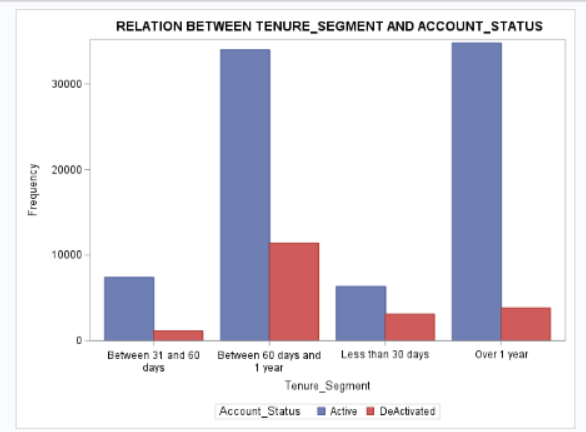 RELATION BETWEEN TENURE_SEGMENT AND ACCOUNT_STATUS
30000
20000
10000
0
Frequency
Between 31 and 60
days
Between 60 days and
1 year
Less than 30 days
Over 1 year
Tenure_Segment
Account_Status Active DeActivated